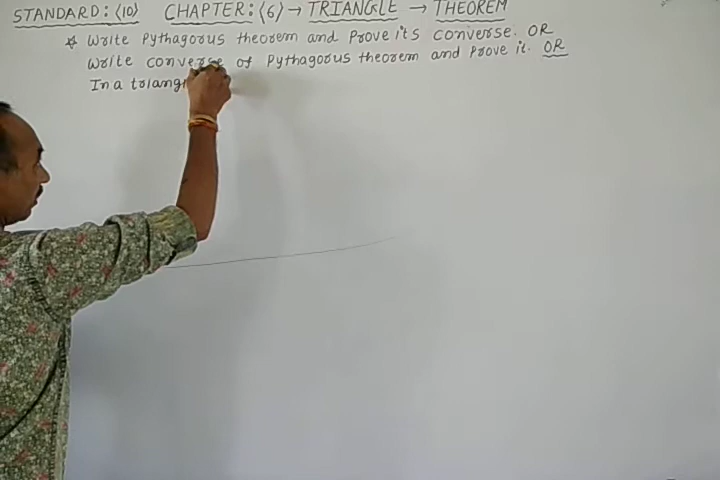 STANDARD: <10> CHAPTER: <6> → TRIANGLE → THEOREM
☆ Write Pythagorus theorem and Prove it's converse. OR
Write converse of Pythagorus theorem and Prove it. OR
In a triang